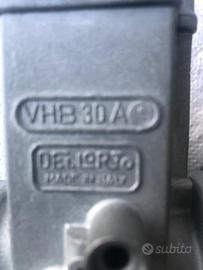 VHB 30 A
DELLORTO
MADE IN ITALY
subito